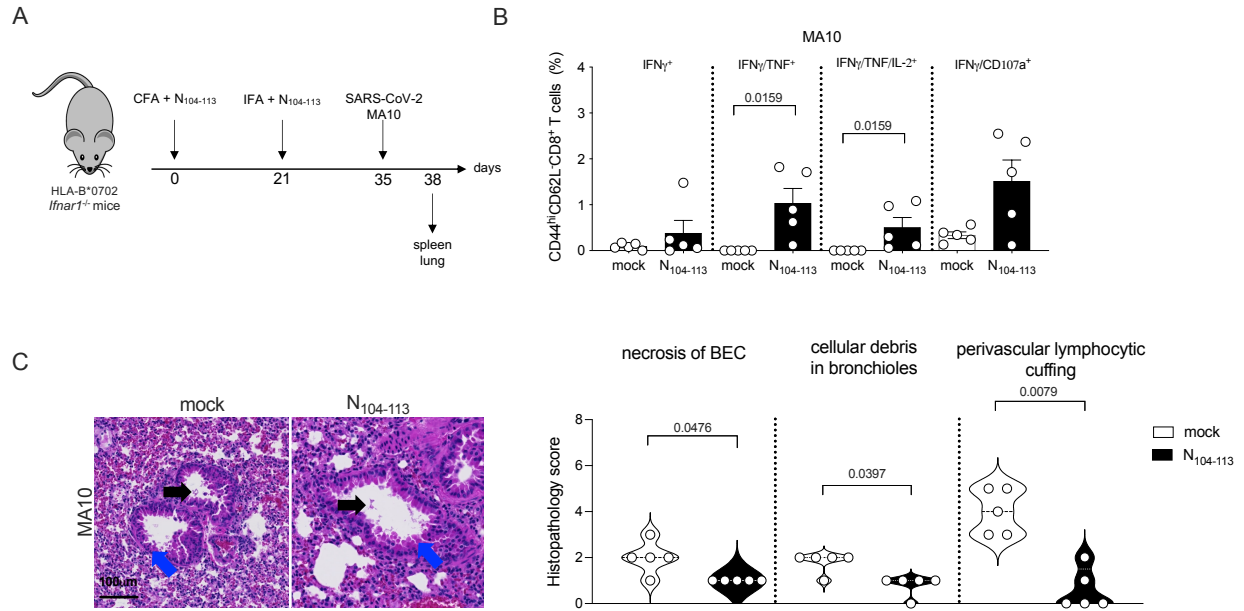 A
CFA + N104-113
IFA + N104-113
SARS-CoV-2
MA10
days
0
21
35
38
HLA-B*0702
Ifnar1-/- mice
spleen
lung
B
MA10
IFNγ+
IFNγ/TNF+
IFNγ/TNF/IL-2+
IFNγ/CD107a+
CD44hiCD62L-CD8+ T cells (%)
4
3
2
1
0
0.0159
0.0159
mock
N104-113
mock
N104-113
mock
N104-113
mock
N104-113
C
mock
N104-113
MA10
100µm
necrosis of BEC
cellular debris
in bronchioles
perivascular lymphocytic
cuffing
Histopathology score
8
6
4
2
0
0.0476
0.0397
0.0079
mock
N104-113